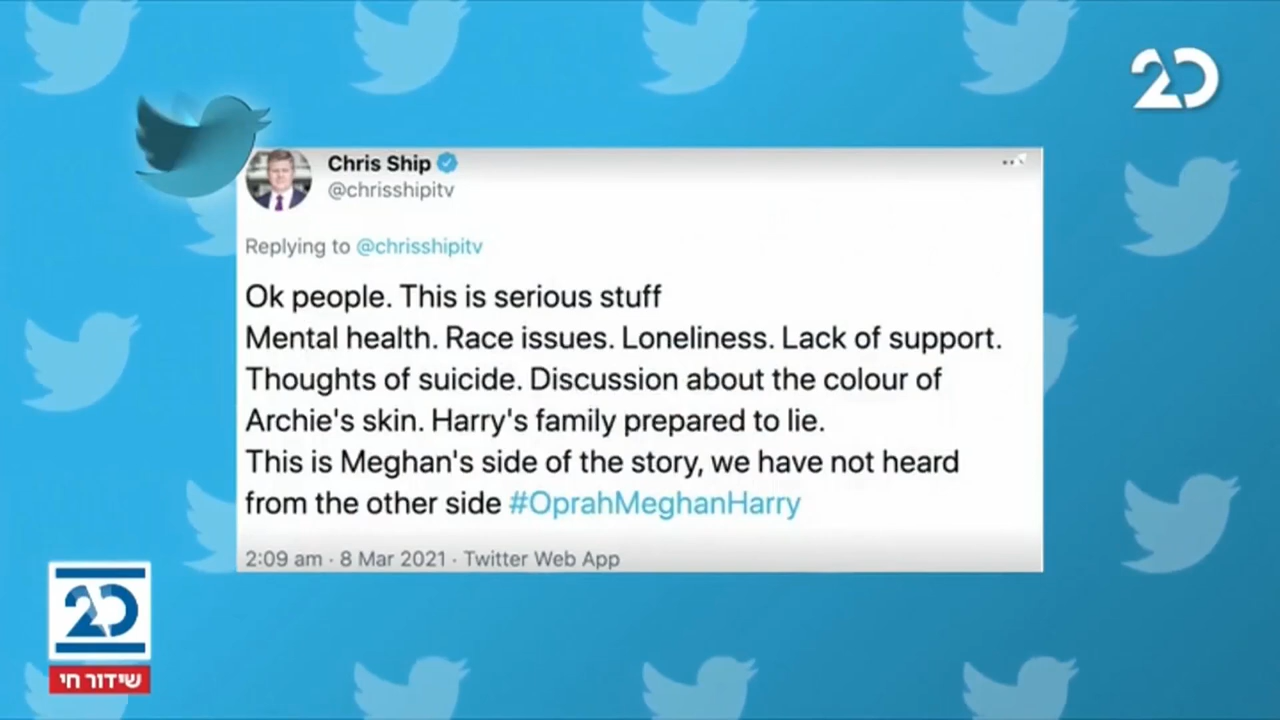 20
Chris Ship
@chrisshipitv
Replying to @chrisshipitv
Ok people. This is serious stuff
Mental health. Race issues. Loneliness. Lack of support.
Thoughts of suicide. Discussion about the colour of
Archie's skin. Harry's family prepared to lie.
This is Meghan's side of the story, we have not heard
from the other side #OprahMeghanHarry
2:09 am · 8 Mar 2021 · Twitter Web App
20
שידור חי